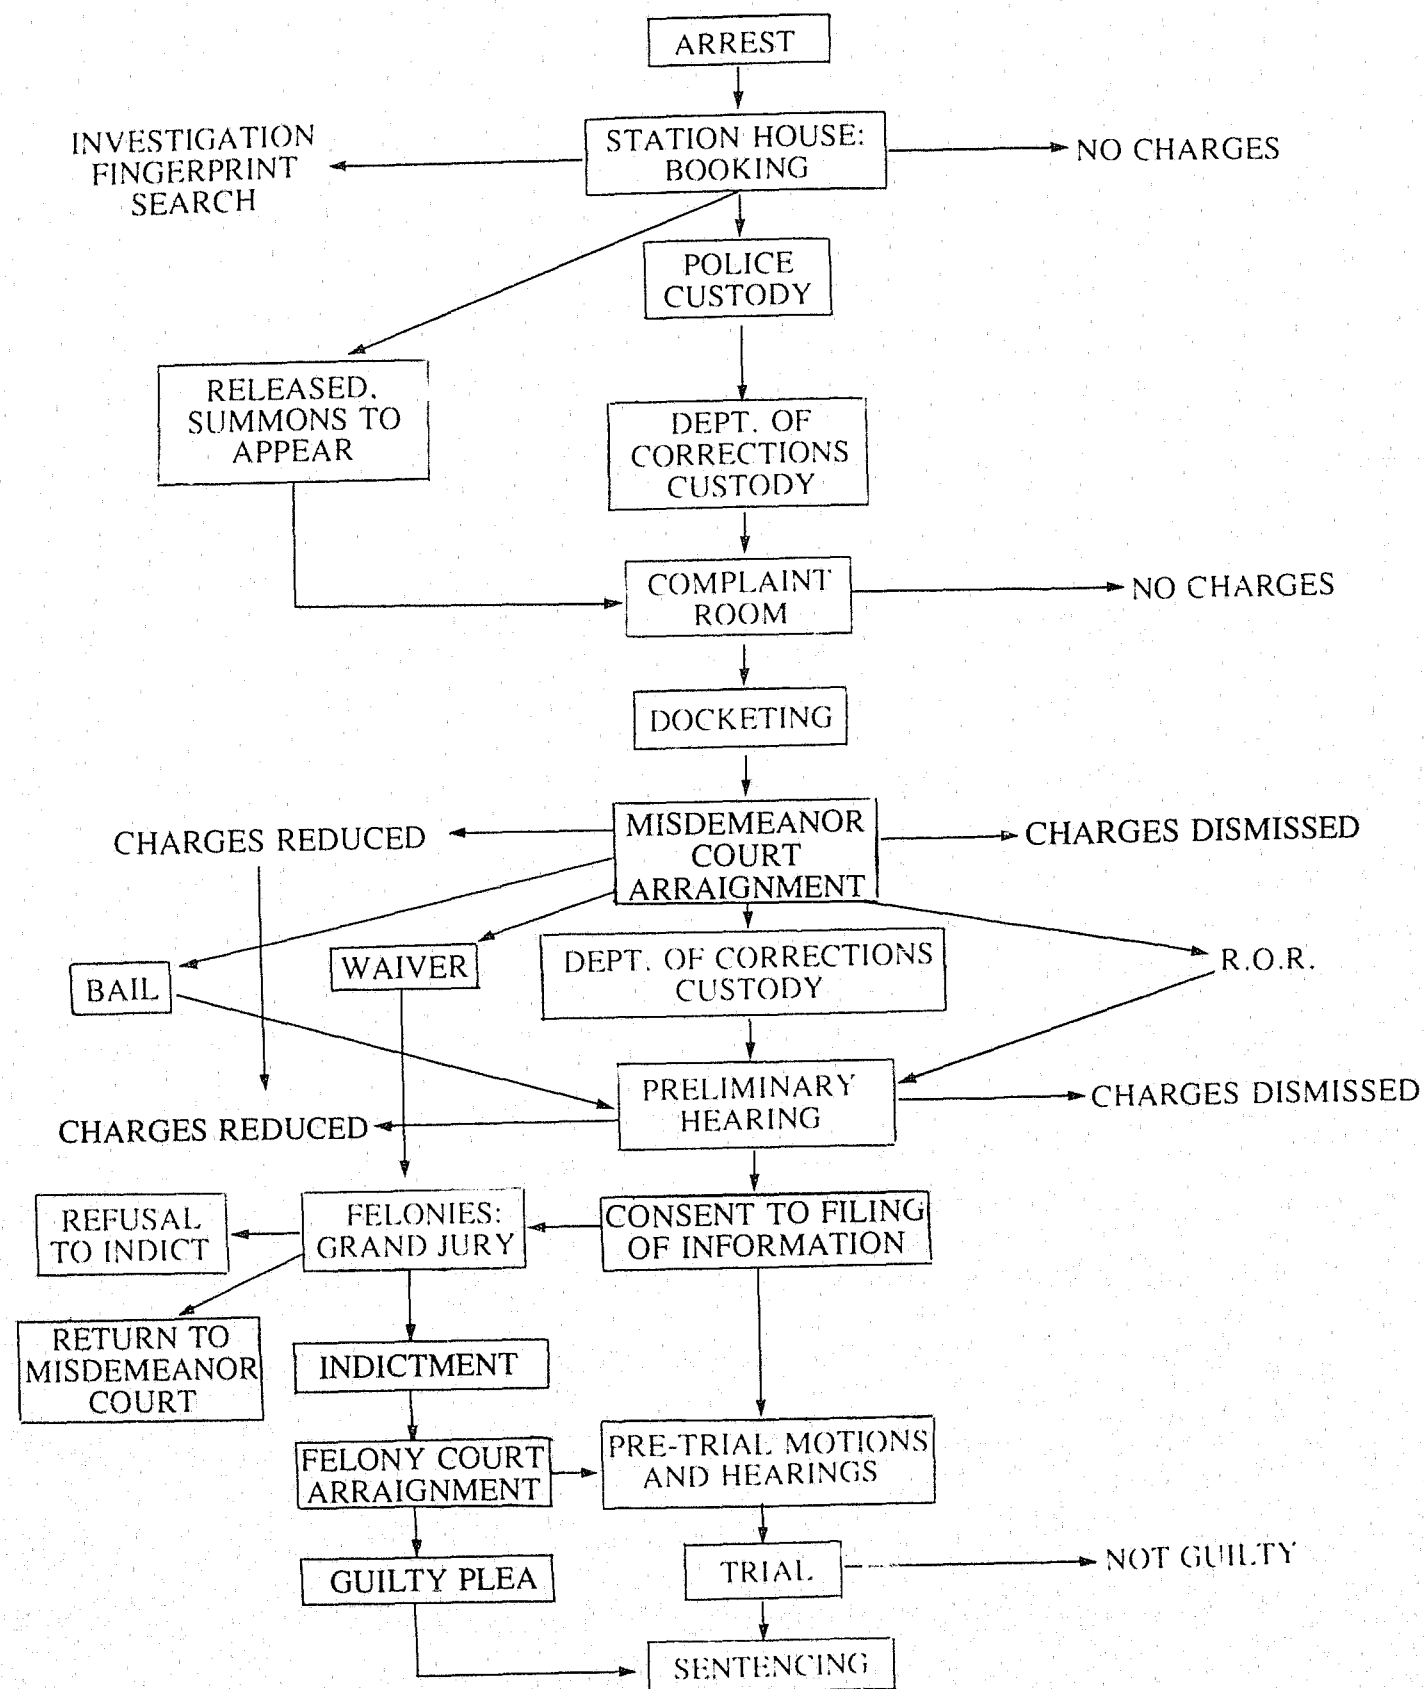 ARREST
INVESTIGATION
FINGERPRINT
SEARCH
STATION HOUSE:
BOOKING
NO CHARGES
POLICE
CUSTODY
RELEASED,
SUMMONS TO
APPEAR
DEPT. OF
CORRECTIONS
CUSTODY
COMPLAINT
ROOM
NO CHARGES
DOCKETING
CHARGES REDUCED
MISDEMEANOR
COURT
ARRAIGNMENT
CHARGES DISMISSED
BAIL
WAIVER
DEPT. OF CORRECTIONS
CUSTODY
R.O.R.
CHARGES REDUCED
PRELIMINARY
HEARING
CHARGES DISMISSED
REFUSAL
TO INDICT
FELONIES:
GRAND JURY
CONSENT TO FILING
OF INFORMATION
RETURN TO
MISDEMEANOR
COURT
INDICTMENT
FELONY COURT
ARRAIGNMENT
PRE-TRIAL MOTIONS
AND HEARINGS
GUILTY PLEA
TRIAL
NOT GUILTY
SENTENCING